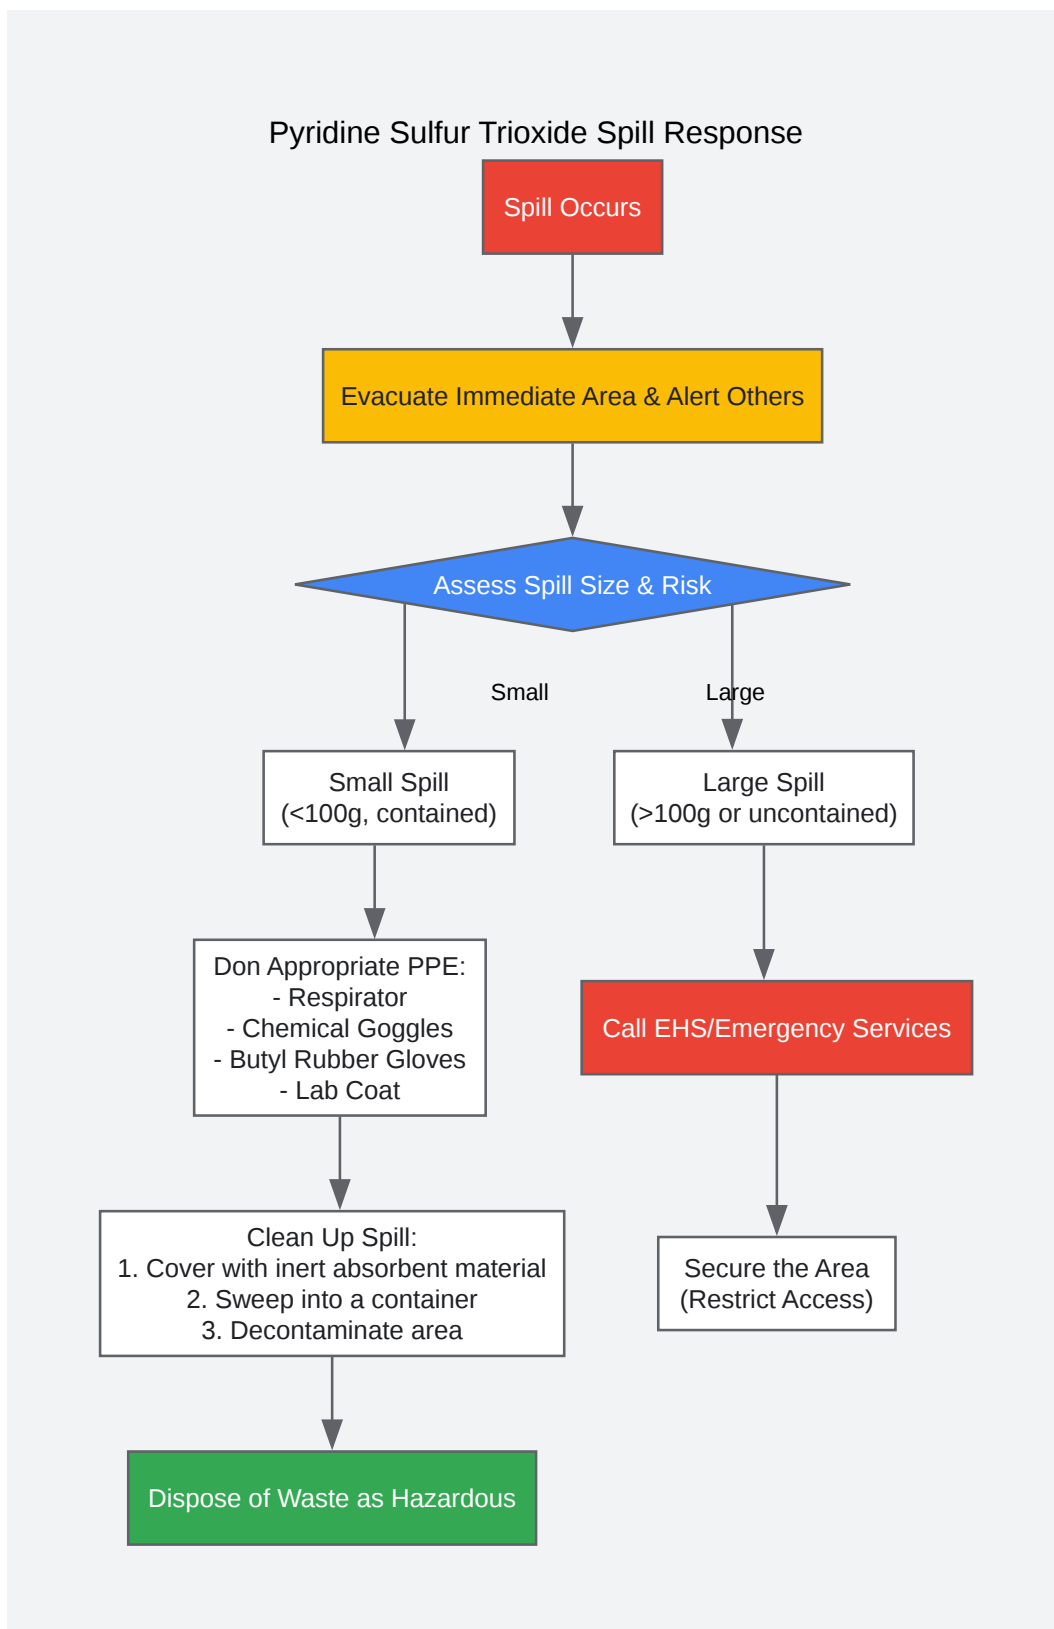 Pyridine Sulfur Trioxide Spill Response
Spill Occurs
Evacuate Immediate Area & Alert Others
Assess Spill Size & Risk
Small
Large
Small Spill
(<100g, contained)
Large Spill
(>100g or uncontained)
Don Appropriate PPE:
- Respirator
- Chemical Goggles
- Butyl Rubber Gloves
- Lab Coat
Call EHS/Emergency Services
Clean Up Spill:
1. Cover with inert absorbent material
2. Sweep into a container
3. Decontaminate area
Secure the Area
(Restrict Access)
Dispose of Waste as Hazardous